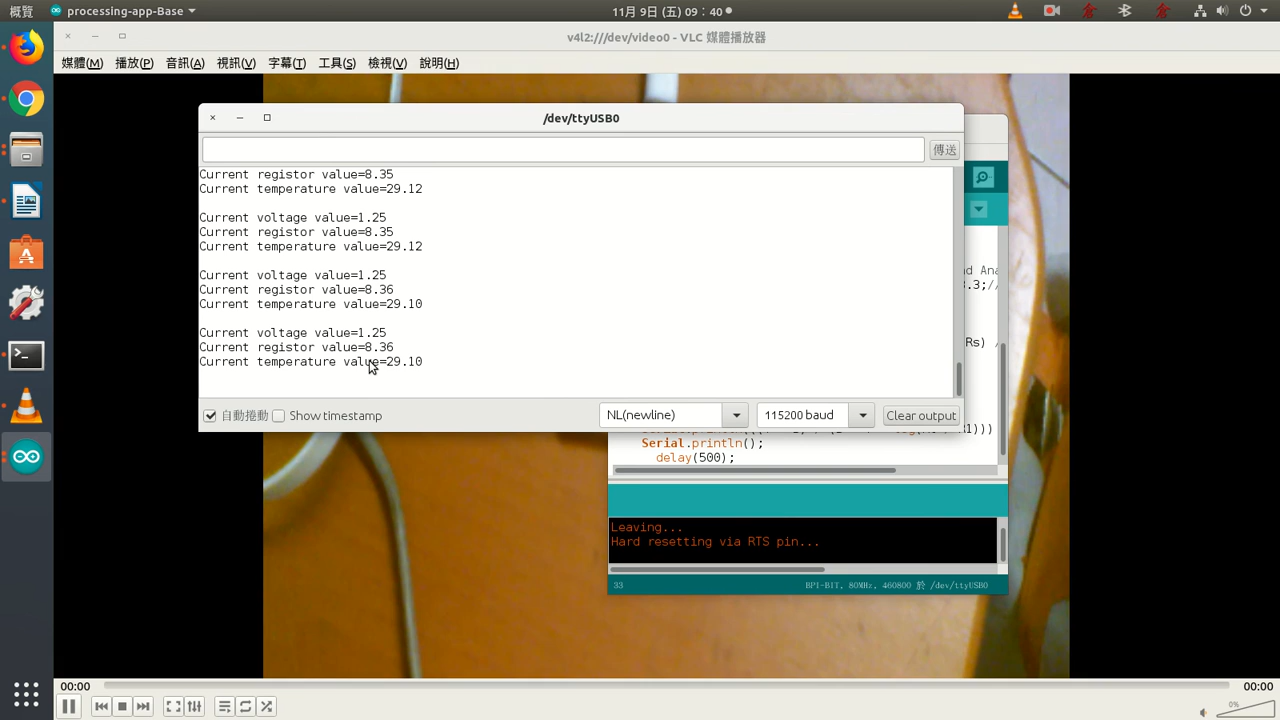 概覽
processing-app-Base
11月 9日 (五) 09：40
v4l2:///dev/video0 - VLC 媒體播放器
媒體(M) 播放(P) 音訊(A) 視訊(V) 字幕(T) 工具(S) 檢視(V) 說明(H)
/dev/ttyUSB0
傳送
Current registor value=8.35
Current temperature value=29.12
Current voltage value=1.25
Current registor value=8.35
Current temperature value=29.12
Current voltage value=1.25
Current registor value=8.36
Current temperature value=29.10
Current voltage value=1.25
Current registor value=8.36
Current temperature value=29.10
自動捲動 Show timestamp
NL(newline)
115200 baud
Clear output
d Ana
.3;//
Rs) /
Serial.println();
delay(500);
Leaving...
Hard resetting via RTS pin...
33
BPI-BIT, 80MHz, 460800 於 /dev/ttyUSB0
00:00
00:00
0%